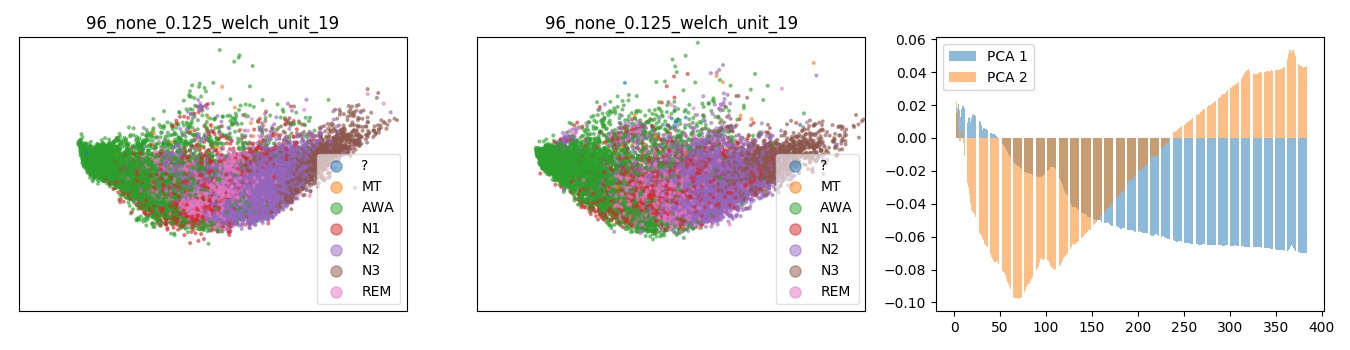 96_none_0.125_welch_unit_19
?
MT
AWA
N1
N2
N3
REM
96_none_0.125_welch_unit_19
?
MT
AWA
N1
N2
N3
REM
PCA 1
PCA 2
0.06
0.04
0.02
0.00
−0.02
−0.04
−0.06
−0.08
−0.10
0 50 100 150 200 250 300 350 400